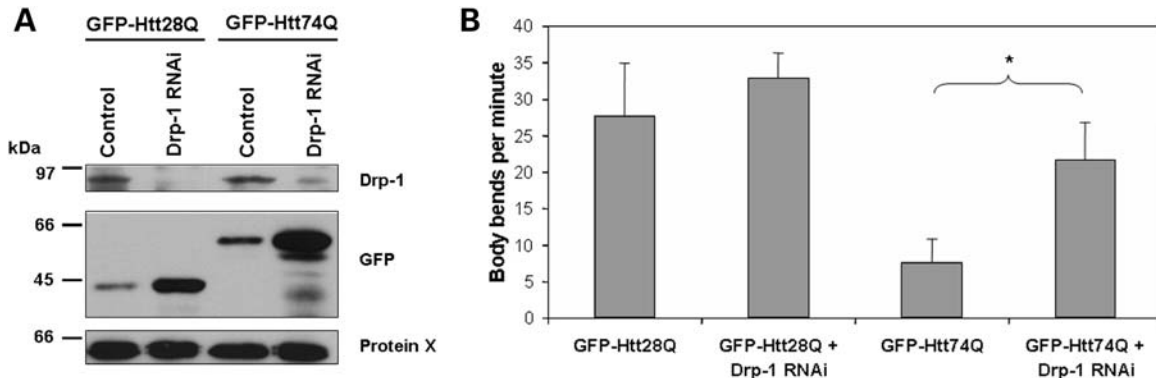 A
GFP-Htt28Q GFP-Htt74Q
Control Drp-1 RNAi Control Drp-1 RNAi
kDa
97 Drp-1
66
GFP
45
66 Protein X
B
Body bends per minute
40
35
30
25
20
15
10
5
0
*
GFP-Htt28Q GFP-Htt28Q + GFP-Htt74Q GFP-Htt74Q +
Drp-1 RNAi Drp-1 RNAi